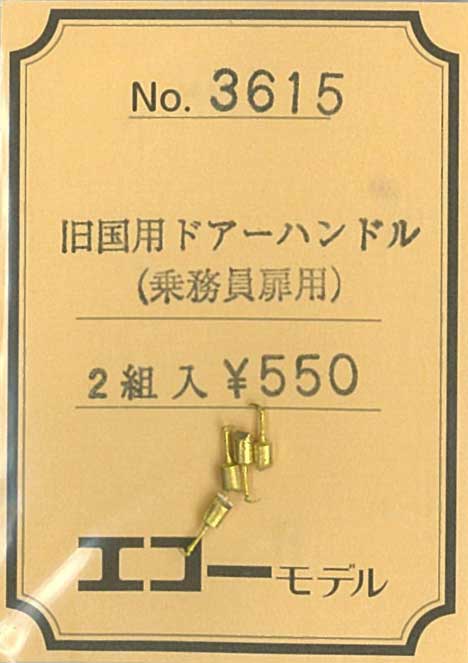 No. 3615
旧国用ドアーハンドル
(乗務員扉用)
2組入 ¥550
エコーモデル